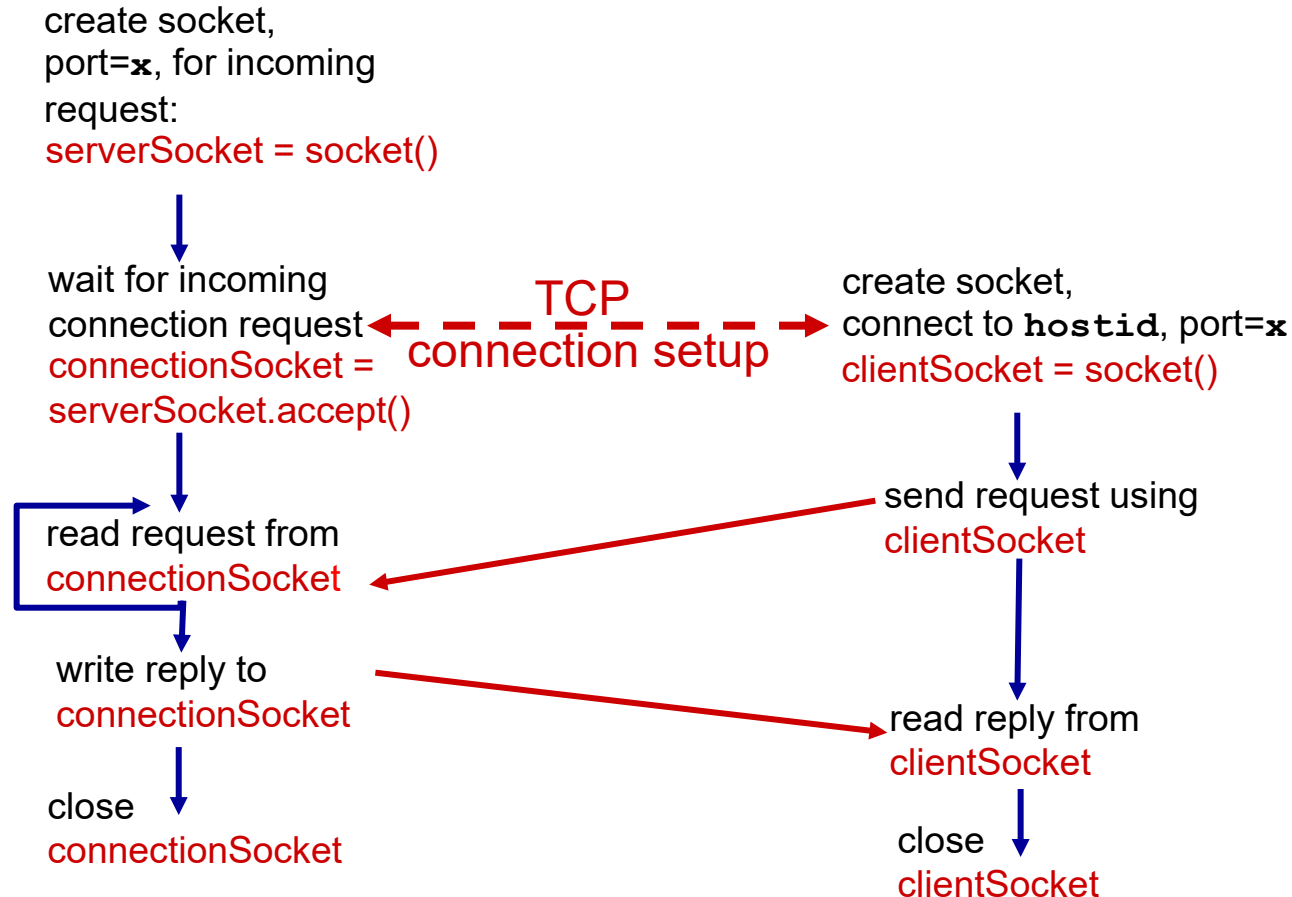 create socket,
port=x, for incoming
request:
serverSocket = socket()
wait for incoming
connection request
connectionSocket =
serverSocket.accept()
TCP
connection setup
create socket,
connect to hostid, port=x
clientSocket = socket()
read request from
connectionSocket
send request using
clientSocket
write reply to
connectionSocket
read reply from
clientSocket
close
connectionSocket
close
clientSocket